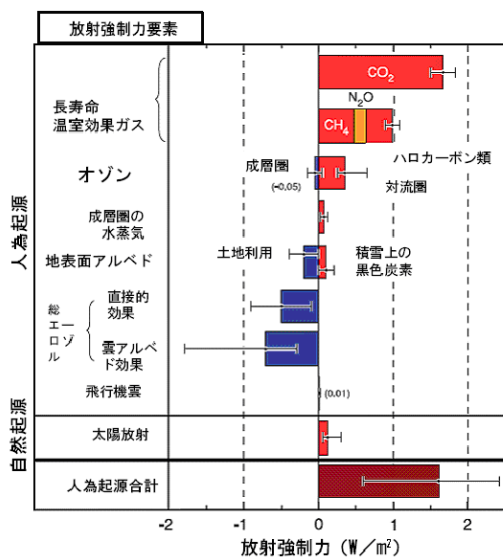 放射強制力要素
人為起源
自然起源
長寿命
温室効果ガス
CO2
N2O
CH4
ハロカーボン類
オゾン
成層圏
(-0.05)
対流圏
成層圏の
水蒸気
地表面アルベド
土地利用
積雪上の
黒色炭素
総エーロゾル
直接的
効果
雲アルベ
ド効果
飛行機雲
(0.01)
太陽放射
人為起源合計
-2 -1 0 1 2
放射強制力 (W/m²)